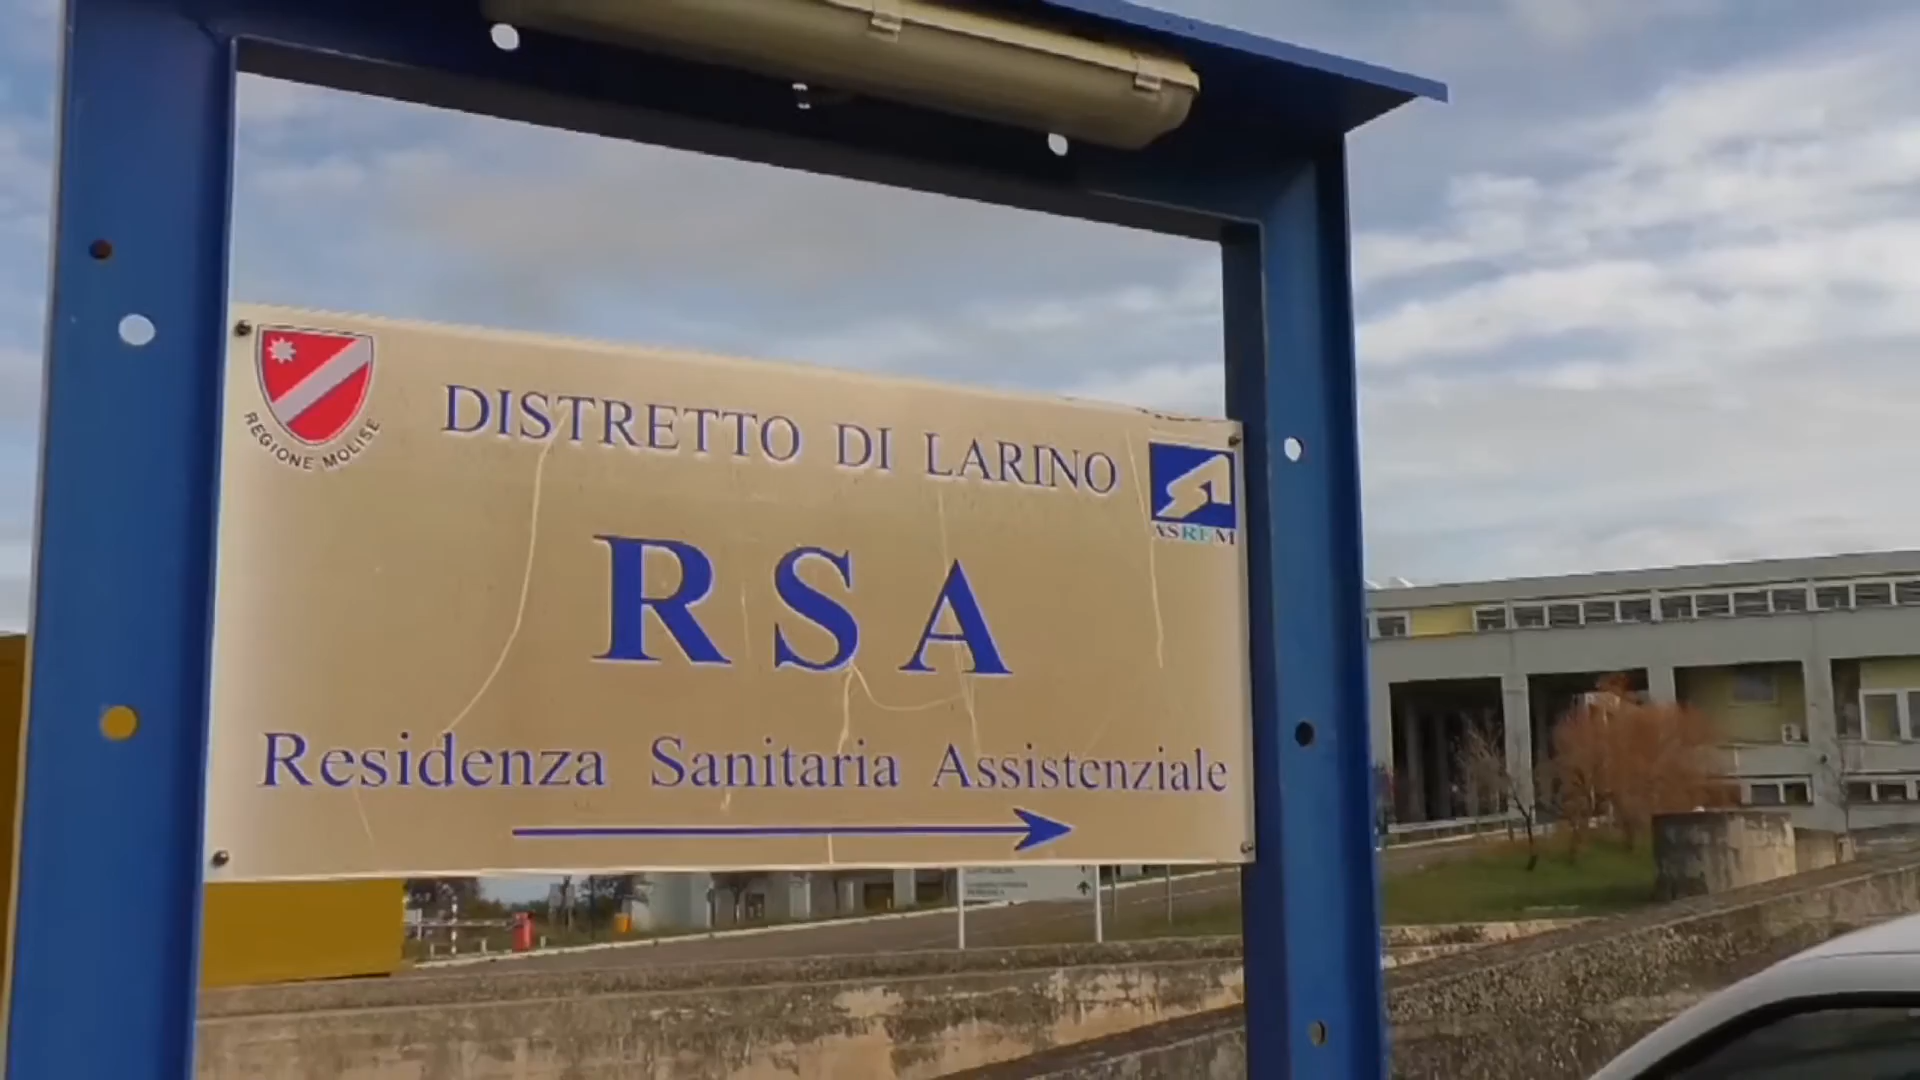 REGIONE MOLISE
DISTRETTO DI LARINO
ASREM
RSA
Residenza Sanitaria Assistenziale